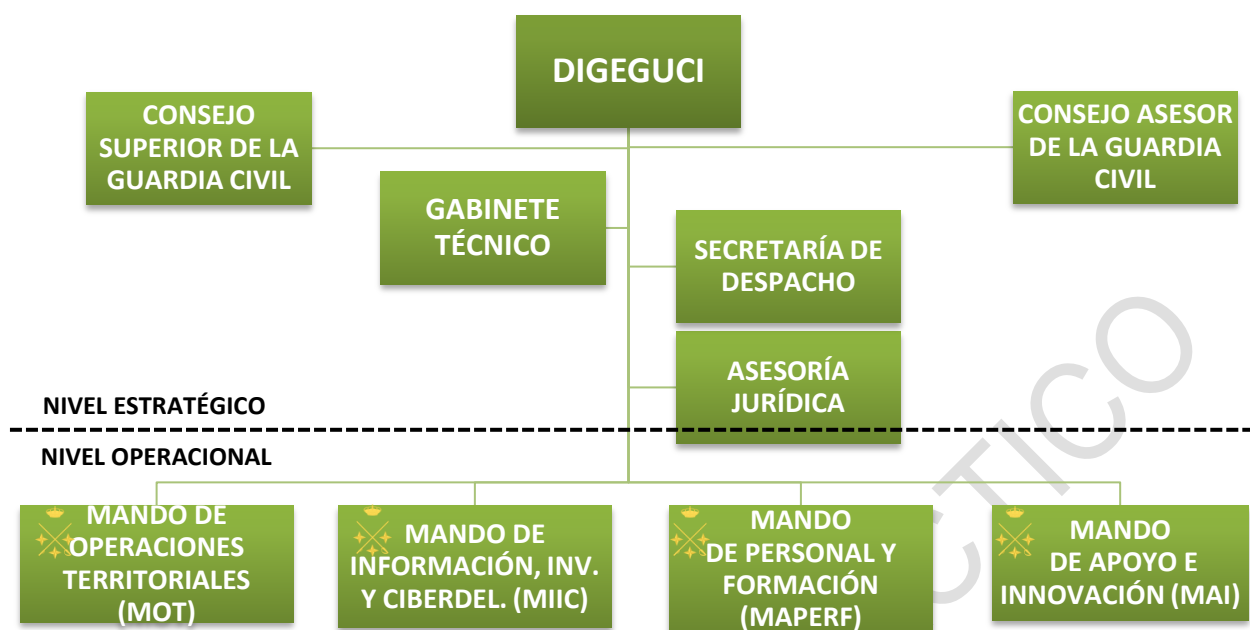 DIGEGUCI
CONSEJO
SUPERIOR DE LA
GUARDIA CIVIL
CONSEJO ASESOR
DE LA GUARDIA
CIVIL
GABINETE
TÉCNICO
SECRETARÍA DE
DESPACHO
ASESORÍA
JURÍDICA
NIVEL ESTRATÉGICO
NIVEL OPERACIONAL
MANDO DE
OPERACIONES
TERRITORIALES
(MOT)
MANDO DE
INFORMACIÓN, INV.
Y CIBERDEL. (MIIC)
MANDO
DE PERSONAL Y
FORMACIÓN
(MAPERF)
MANDO
DE APOYO E
INNOVACIÓN (MAI)
CTICO